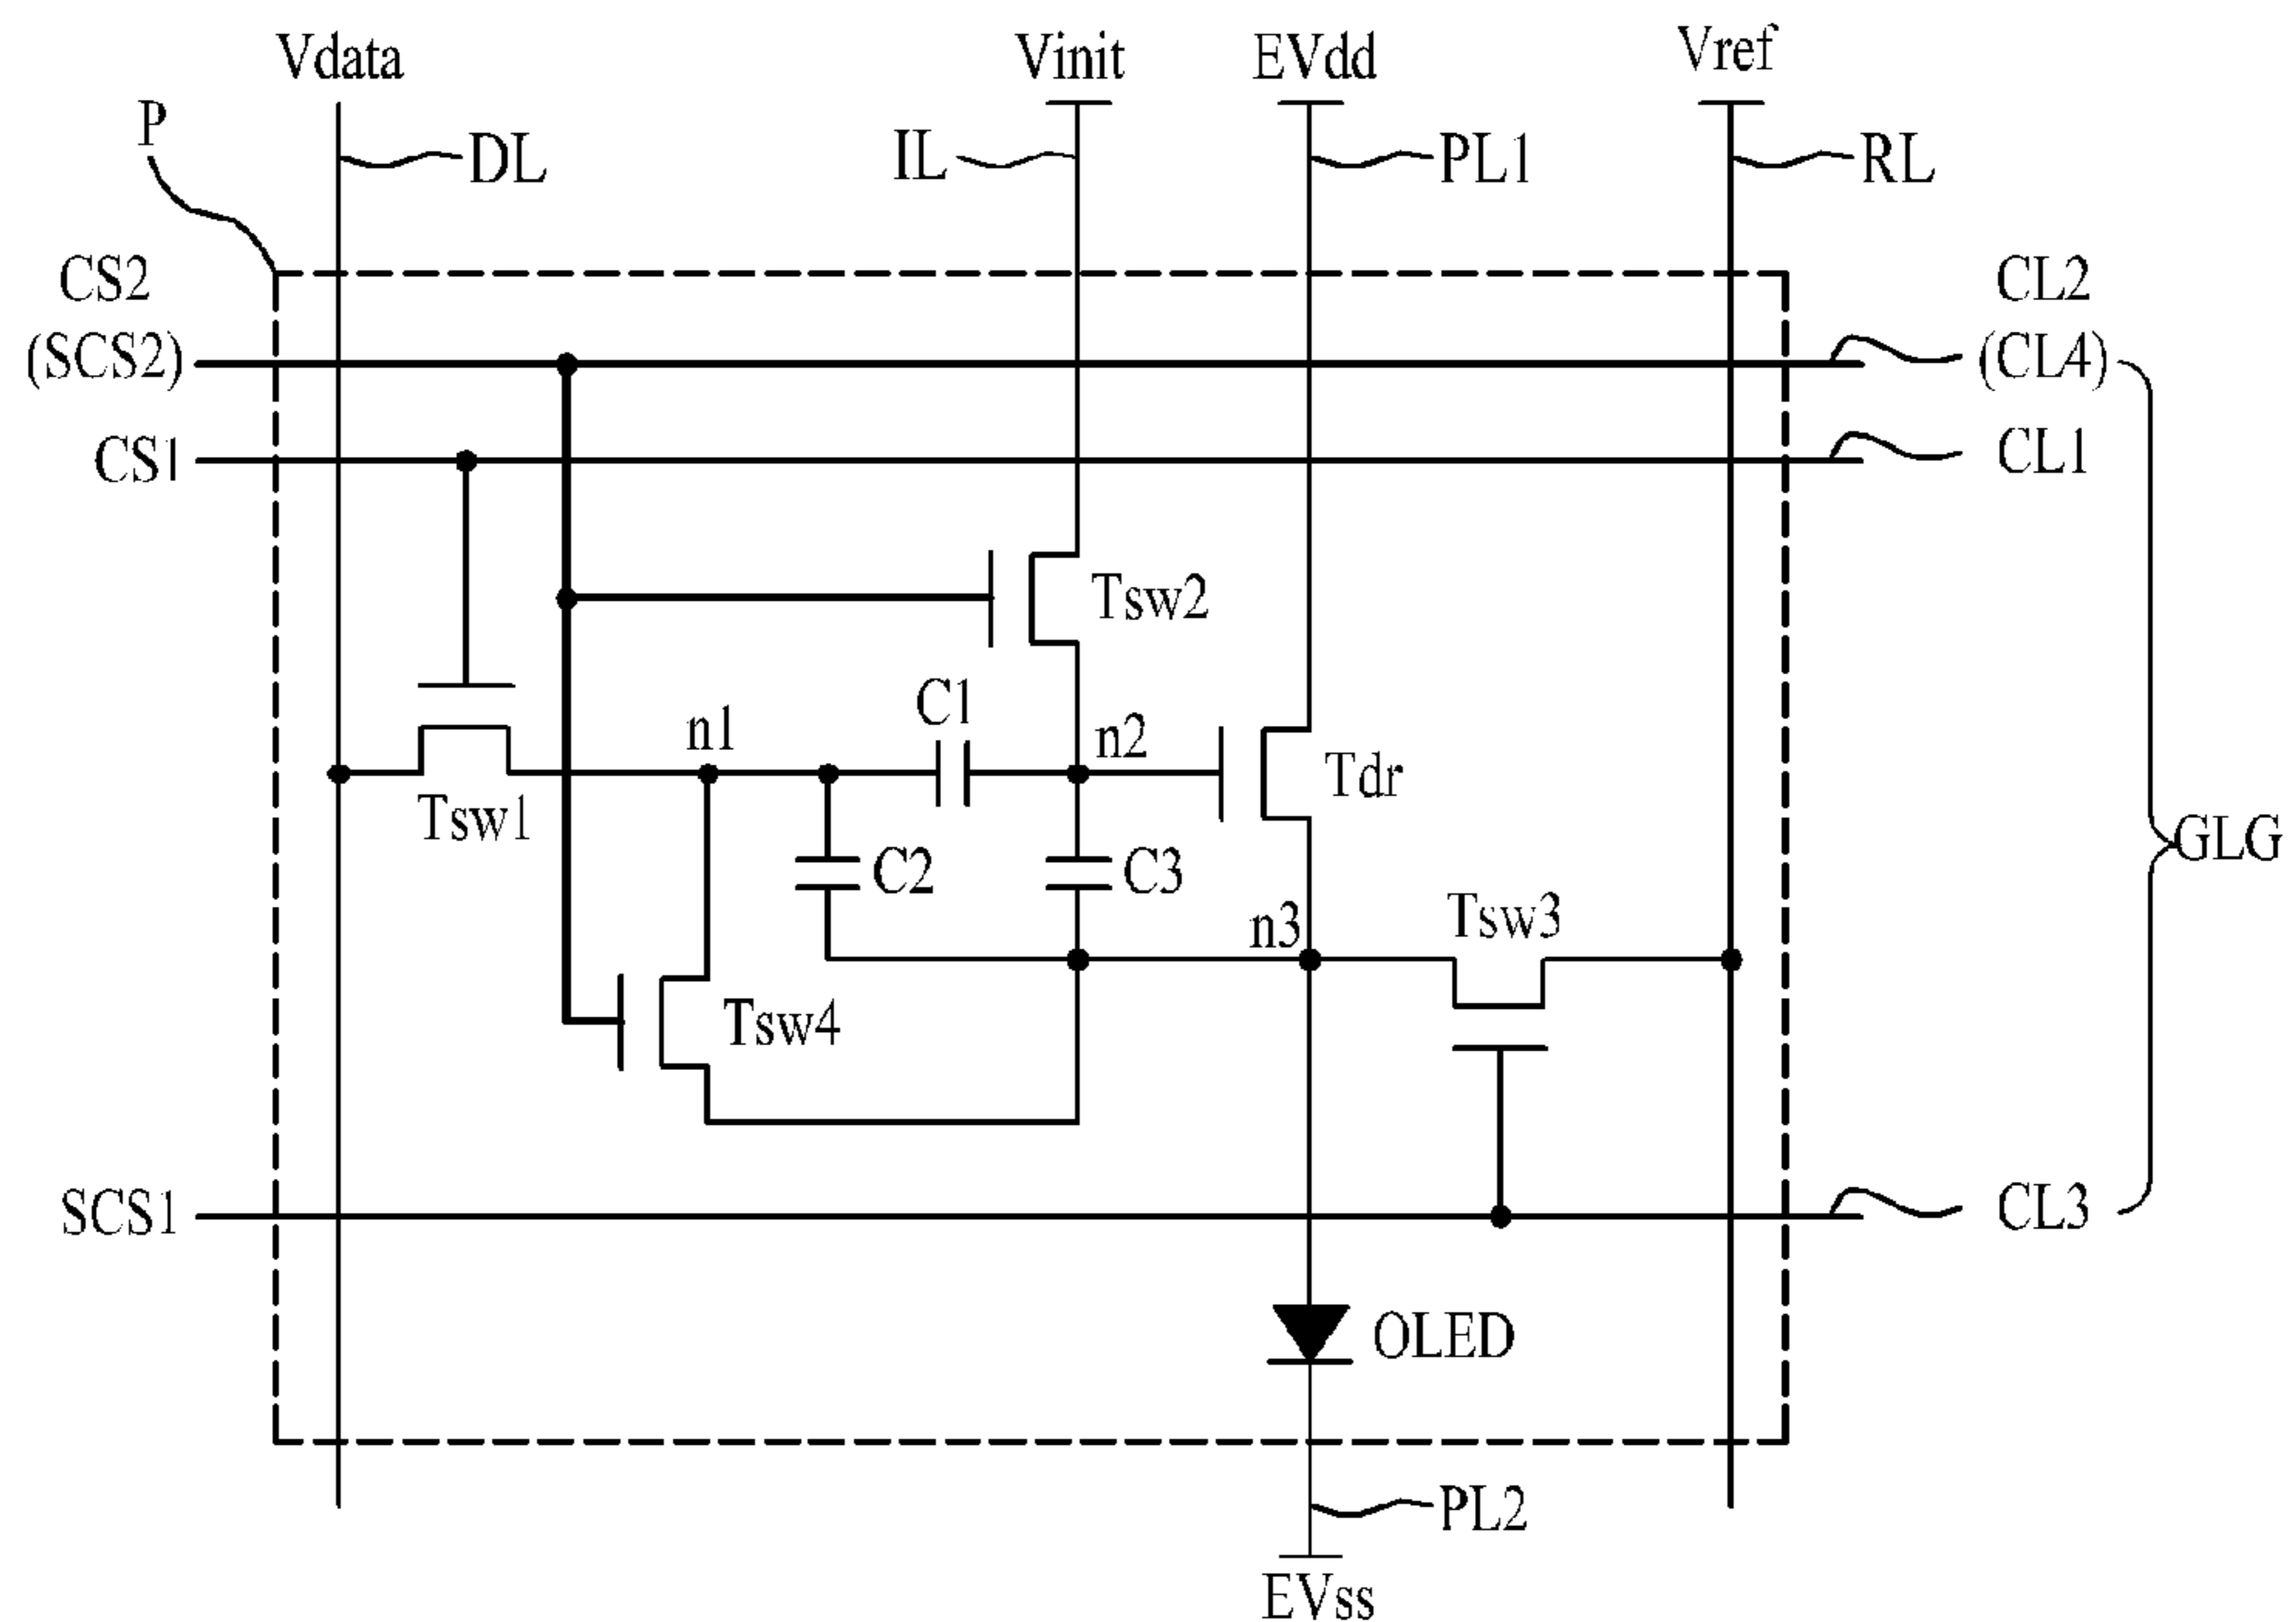 Vdata
Vinit
EVdd
Vref
P
DL
IL
PL1
RL
CS2
(SCS2)
CL2
(CL4)
CS1
CL1
Tsw2
C1
n1
n2
Tdr
Tsw1
C2
C3
GLG
n3
Tsw3
Tsw4
SCS1
CL3
OLED
PL2
EVss